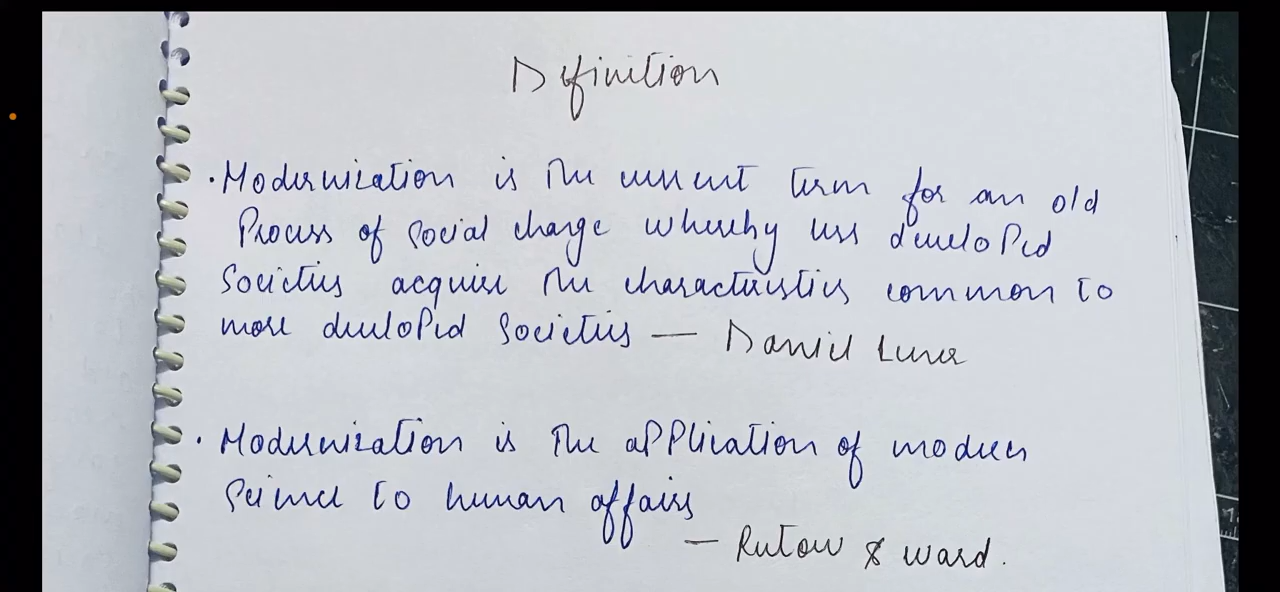 Definition
· Modernization is the current term for an old
Process of social change whereby less developed
Societies acquire the characteristics common to
more developed societies — Daniel Lerner
· Modernization is the application of modern
science to human affairs
— Rutow & Ward.